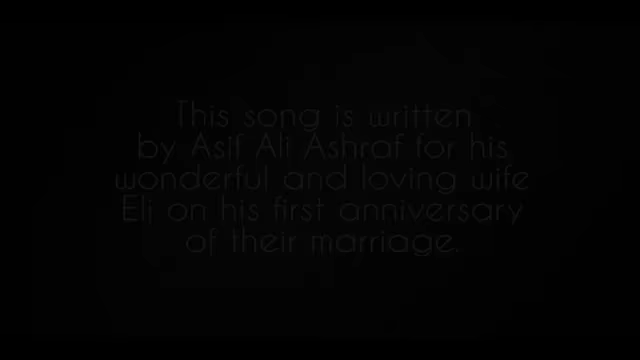 This song is written
by Asif Ali Ashraf for his
wonderful and loving wife
Elj on his first anniversary
of their marriage.